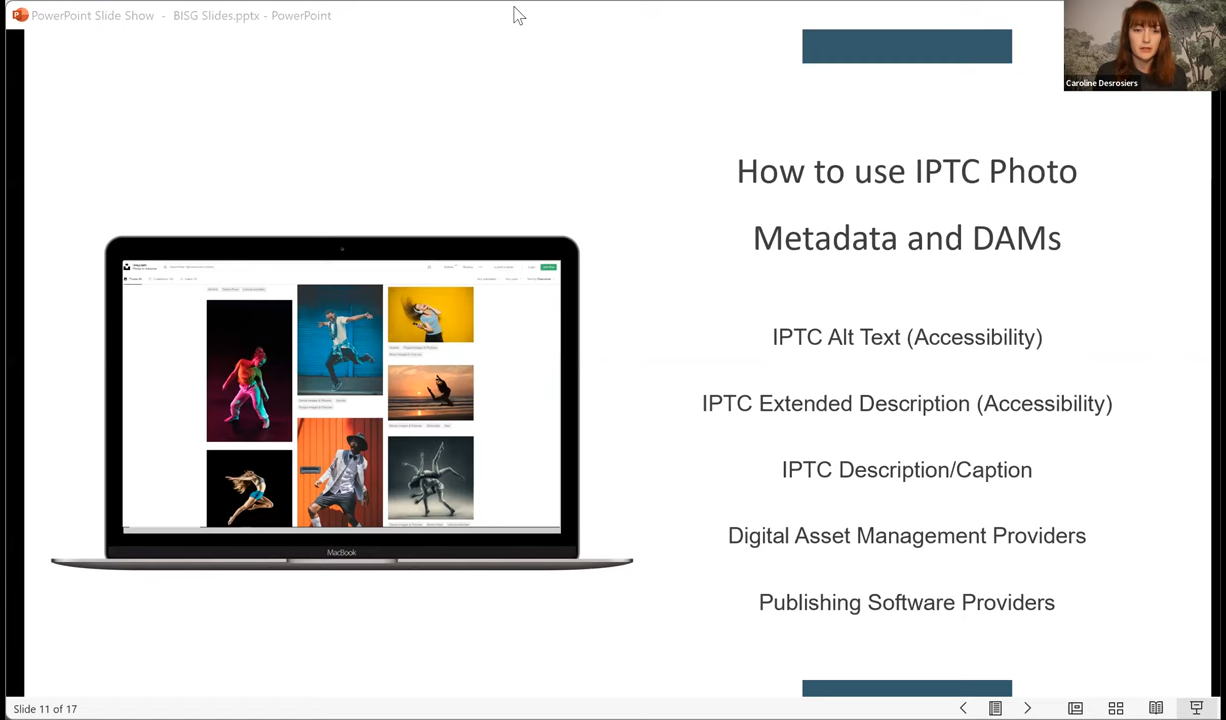 PowerPoint Slide Show - BISG Slides.pptx - PowerPoint
Caroline Desrosiers
How to use IPTC Photo
Metadata and DAMs
IPTC Alt Text (Accessibility)
IPTC Extended Description (Accessibility)
IPTC Description/Caption
Digital Asset Management Providers
Publishing Software Providers
MacBook
Slide 11 of 17